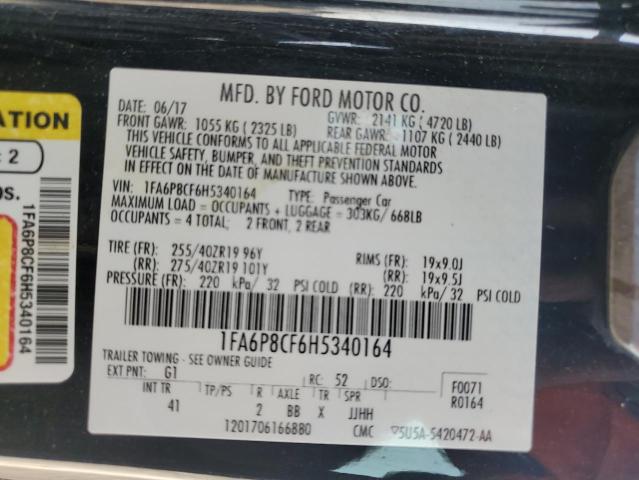 ATION
: 2
os.
1FA6P8CF6H5340164
MFD. BY FORD MOTOR CO.
DATE: 06/17 GVWR: 2141 KG ( 4720 LB)
FRONT GAWR: 1055 KG ( 2325 LB) REAR GAWR: 1107 KG ( 2440 LB)
THIS VEHICLE CONFORMS TO ALL APPLICABLE FEDERAL MOTOR
VEHICLE SAFETY, BUMPER, AND THEFT PREVENTION STANDARDS
IN EFFECT ON THE DATE OF MANUFACTURE SHOWN ABOVE.
VIN: 1FA6P8CF6H5340164 TYPE: Passenger Car
MAXIMUM LOAD = OCCUPANTS + LUGGAGE = 303KG/ 668LB
OCCUPANTS = 4 TOTAL; 2 FRONT, 2 REAR
TIRE (FR): 255/40ZR19 96Y RIMS (FR): 19x9.0J
(RR): 275/40ZR19 101Y (RR): 19x9.5J
PRESSURE (FR): 220 kPa/ 32 PSI COLD (RR): 220 kPa/ 32 PSI COLD
1FA6P8CF6H5340164
TRAILER TOWING - SEE OWNER GUIDE
EXT PNT: G1 RC: 52 DSO: F0071
INT TR TP/PS R AXLE TR SPR R0164
41 2 BB X JJHH
1201706166880 CMC 5U5A-5420472-AA